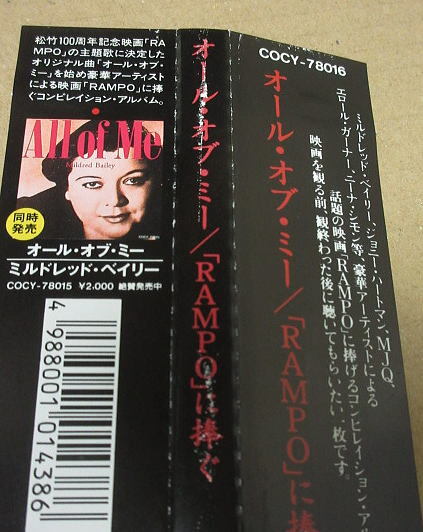 松竹100周年記念映画「RA
MPO」の主題歌に決定した
オリジナル曲「オール・オブ・
ミー」を始め豪華アーティスト
による映画「RAMPO」に捧
ぐコンピレイション・アルバム。
All of Me
Mildred Bailey
同時
発売
オール・オブ・ミー
ミルドレッド・ベイリー
COCY-78015 ¥2,000 絶賛発売中
4988001014386
オール・オブ・ミー/「RAMPO」に捧ぐ
COCY-78016
オール・オブ・ミー/「RAMPO」に捧
ミルドレッド・ベイリー、ジョニー・ハートマン、MJQ、
エロール・ガーナー、ニーナ・シモン等、豪華アーティストによる
話題の映画「RAMPO」に捧げるコンピレイション・ア
映画を観る前、観終わった後に聴いてもらいたい一枚です。